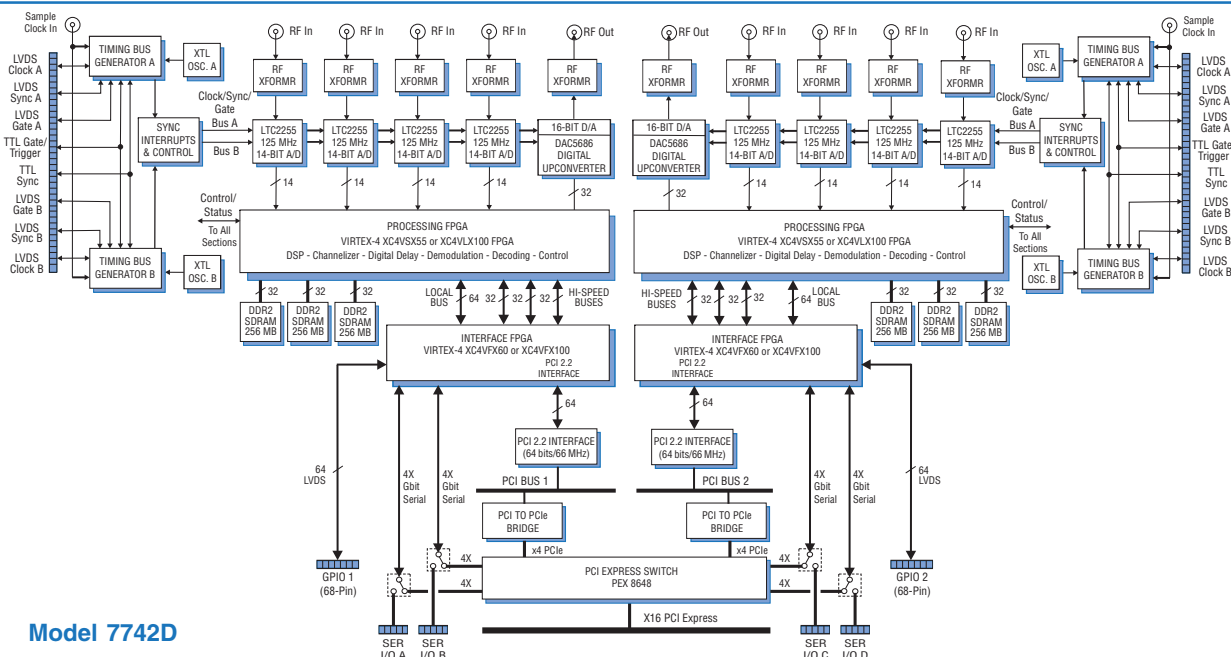 Sample
Clock In
RF In
RF In
RF In
RF In
RF Out
RF Out
RF In
RF In
RF In
RF In
Sample
Clock In
LVDS
Clock A
LVDS
Sync A
LVDS
Gate A
TTL Gate/
Trigger
TTL
Sync
LVDS
Gate B
LVDS
Sync B
LVDS
Clock B
TIMING BUS
GENERATOR A
XTL
OSC. A
SYNC
INTERRUPTS
& CONTROL
TIMING BUS
GENERATOR B
XTL
OSC. B
Clock/Sync/
Gate
Bus A
Bus B
Control/
Status
To All
Sections
RF
XFORMR
RF
XFORMR
RF
XFORMR
RF
XFORMR
RF
XFORMR
LTC2255
125 MHz
14-BIT A/D
LTC2255
125 MHz
14-BIT A/D
LTC2255
125 MHz
14-BIT A/D
LTC2255
125 MHz
14-BIT A/D
16-BIT D/A
DAC5686
DIGITAL
UPCONVERTER
14
14
14
14
32
PROCESSING FPGA
VIRTEX-4 XC4VSX55 or XC4VLX100 FPGA
DSP - Channelizer - Digital Delay - Demodulation - Decoding - Control
32
32
32
DDR2
SDRAM
256 MB
DDR2
SDRAM
256 MB
DDR2
SDRAM
256 MB
LOCAL
BUS
64
32
32
HI-SPEED
BUSES
INTERFACE FPGA
VIRTEX-4 XC4VFX60 or XC4VFX100
PCI 2.2
INTERFACE
64
PCI 2.2 INTERFACE
(64 bits/66 MHz)
PCI BUS 1
PCI TO PCIe
BRIDGE
x4 PCIe
64
LVDS
4X
Gbit
Serial
4X
Gbit
Serial
GPIO 1
(68-Pin)
4X
4X
SER
I/O A
SER
I/O B
RF
XFORMR
RF
XFORMR
RF
XFORMR
RF
XFORMR
RF
XFORMR
16-BIT D/A
DAC5686
DIGITAL
UPCONVERTER
LTC2255
125 MHz
14-BIT A/D
LTC2255
125 MHz
14-BIT A/D
LTC2255
125 MHz
14-BIT A/D
LTC2255
125 MHz
14-BIT A/D
32
14
14
14
14
Clock/Sync/
Gate
Bus A
Bus B
XTL
OSC. A
TIMING BUS
GENERATOR A
SYNC
INTERRUPTS
& CONTROL
XTL
OSC. B
TIMING BUS
GENERATOR B
LVDS
Clock A
LVDS
Sync A
LVDS
Gate A
TTL Gate
Trigger
TTL
Sync
LVDS
Gate B
LVDS
Sync B
LVDS
Clock B
Control/
Status
To All
Sections
PROCESSING FPGA
VIRTEX-4 XC4VSX55 or XC4VLX100 FPGA
DSP - Channelizer - Digital Delay - Demodulation - Decoding - Control
HI-SPEED
BUSES
32
32
32
64
LOCAL
BUS
32
32
32
DDR2
SDRAM
256 MB
DDR2
SDRAM
256 MB
DDR2
SDRAM
256 MB
INTERFACE FPGA
VIRTEX-4 XC4VFX60 or XC4VFX100
PCI 2.2
INTERFACE
64
PCI 2.2 INTERFACE
(64 bits/66 MHz)
PCI BUS 2
PCI TO PCIe
BRIDGE
x4 PCIe
4X
Gbit
Serial
4X
Gbit
Serial
64
LVDS
GPIO 2
(68-Pin)
4X
4X
PCI EXPRESS SWITCH
PEX 8648
X16 PCI Express
SER
I/O C
SER
I/O D
Model 7742D